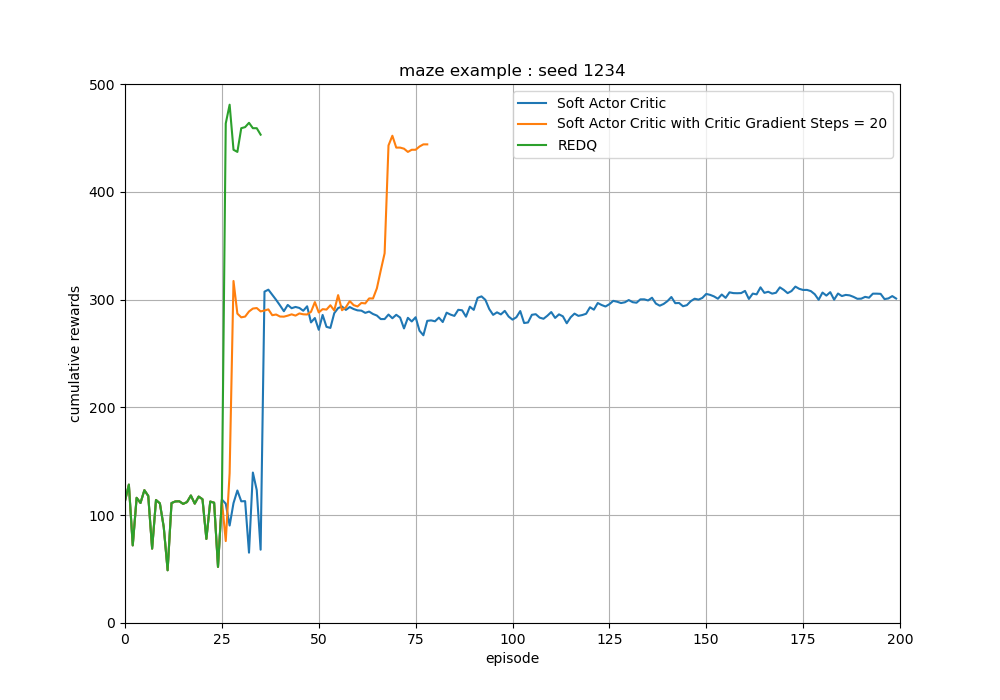 maze example : seed 1234
500
400
300
200
100
0
cumulative rewards
Soft Actor Critic
Soft Actor Critic with Critic Gradient Steps = 20
REDQ
0 25 50 75 100 125 150 175 200
episode